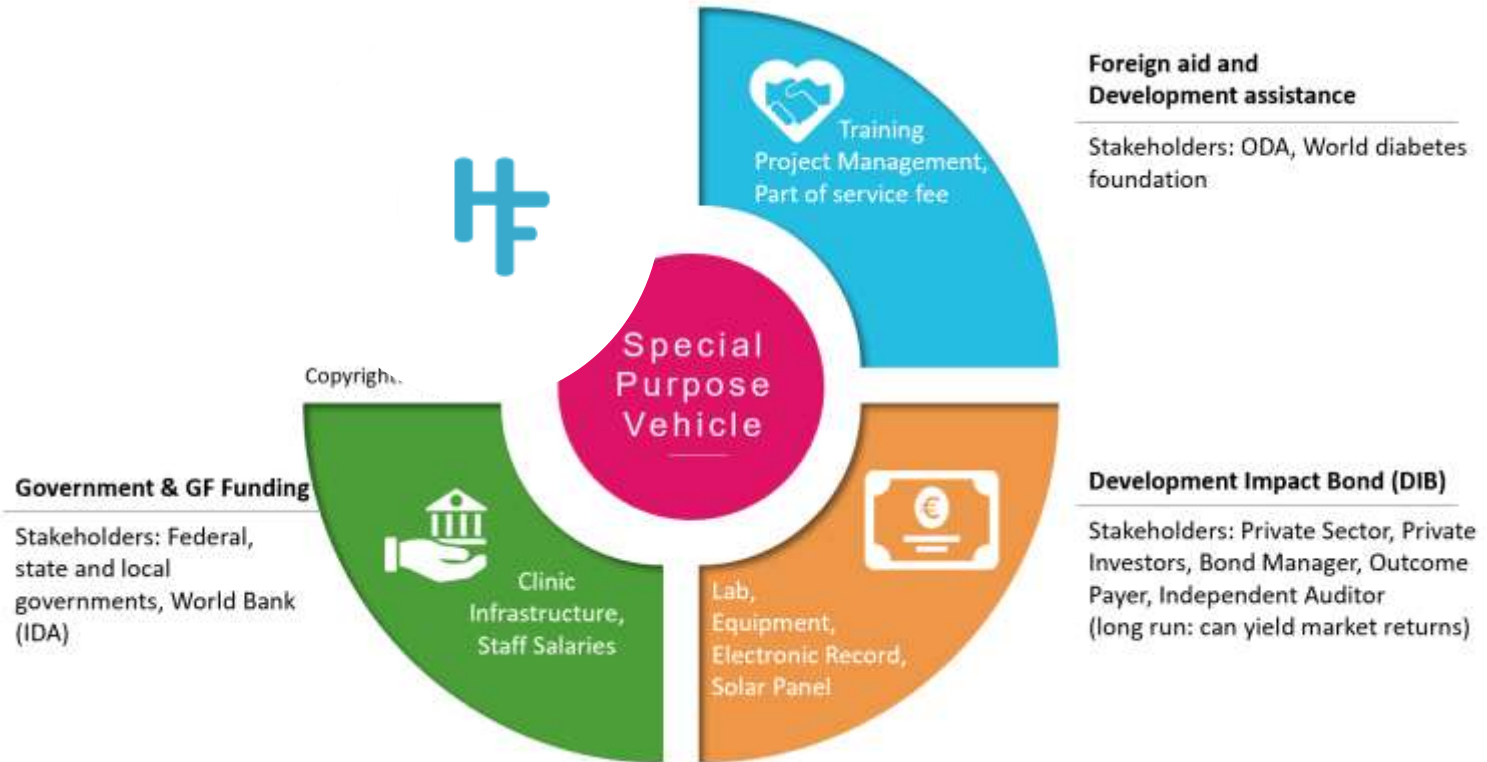 Foreign aid and
Development assistance
Stakeholders: ODA, World diabetes
foundation
Training
Project Management,
Part of service fee
HF
Special
Purpose
Vehicle
Government & GF Funding
Stakeholders: Federal,
state and local
governments, World Bank
(IDA)
Clinic
Infrastructure,
Staff Salaries
Lab,
Equipment,
Electronic Record,
Solar Panel
Development Impact Bond (DIB)
Stakeholders: Private Sector, Private
Investors, Bond Manager, Outcome
Payer, Independent Auditor
(long run: can yield market returns)